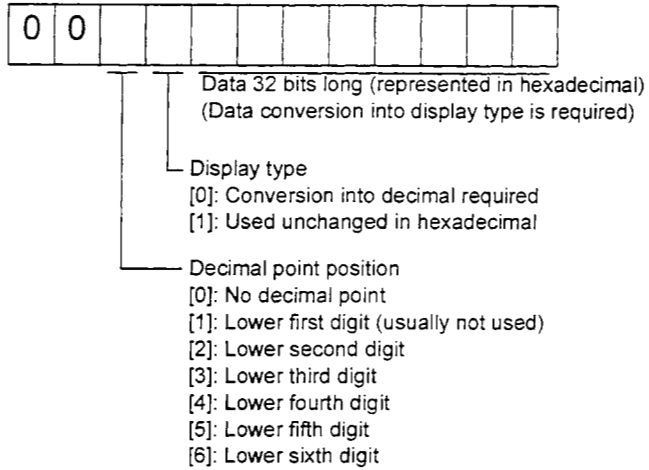 0 0
Data 32 bits long (represented in hexadecimal)
(Data conversion into display type is required)
Display type
[0]: Conversion into decimal required
[1]: Used unchanged in hexadecimal
Decimal point position
[0]: No decimal point
[1]: Lower first digit (usually not used)
[2]: Lower second digit
[3]: Lower third digit
[4]: Lower fourth digit
[5]: Lower fifth digit
[6]: Lower sixth digit